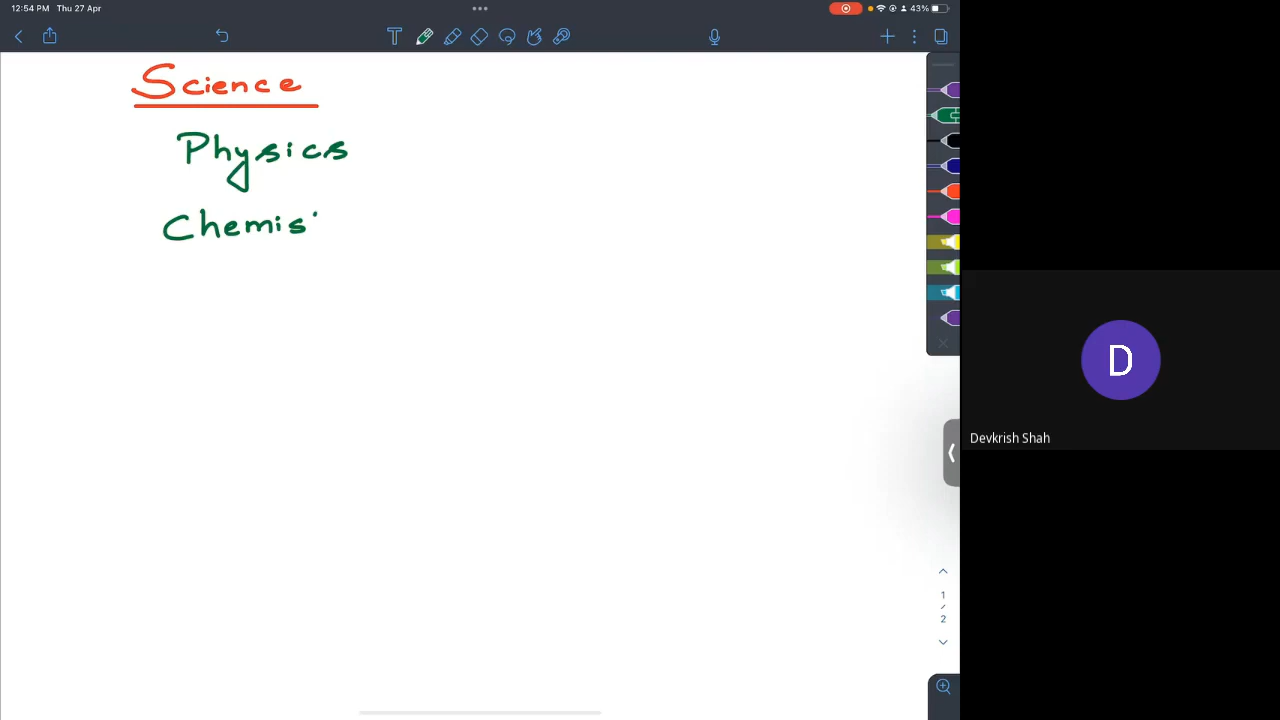 12:54 PM Thu 27 Apr
43%
T
Science
Physics
Chemis'
D
Devkrish Shah
1
/
2